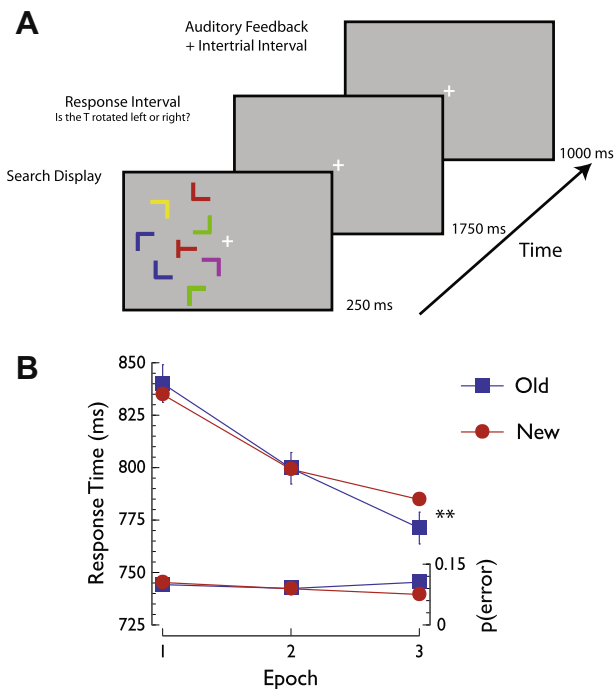 A
Auditory Feedback
+ Intertrial Interval
Response Interval
Is the T rotated left or right?
Search Display
1000 ms
1750 ms
Time
250 ms
B
850
825
800
775
750
725
Response Time (ms)
Old
New
**
0.15
0
p(error)
1
2
3
Epoch